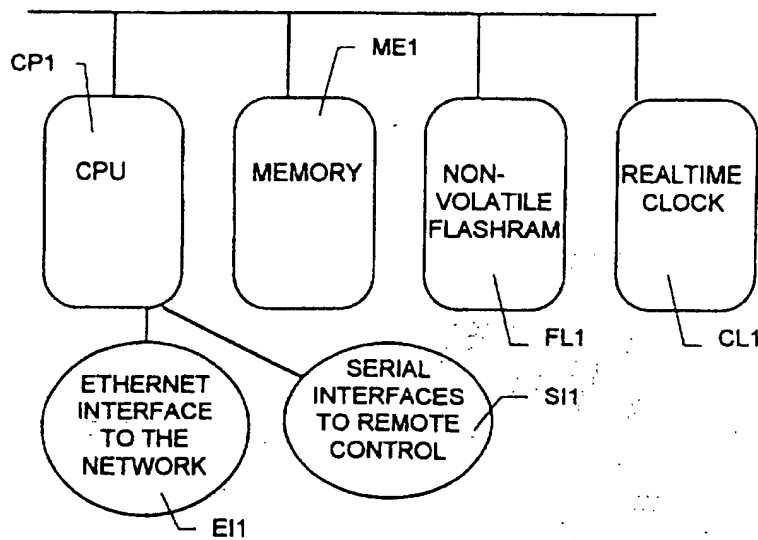 CP1
ME1
CPU
MEMORY
NON-
VOLATILE
FLASHRAM
REALTIME
CLOCK
FL1
CL1
ETHERNET
INTERFACE
TO THE
NETWORK
SERIAL
INTERFACES
TO REMOTE
CONTROL
SI1
EI1